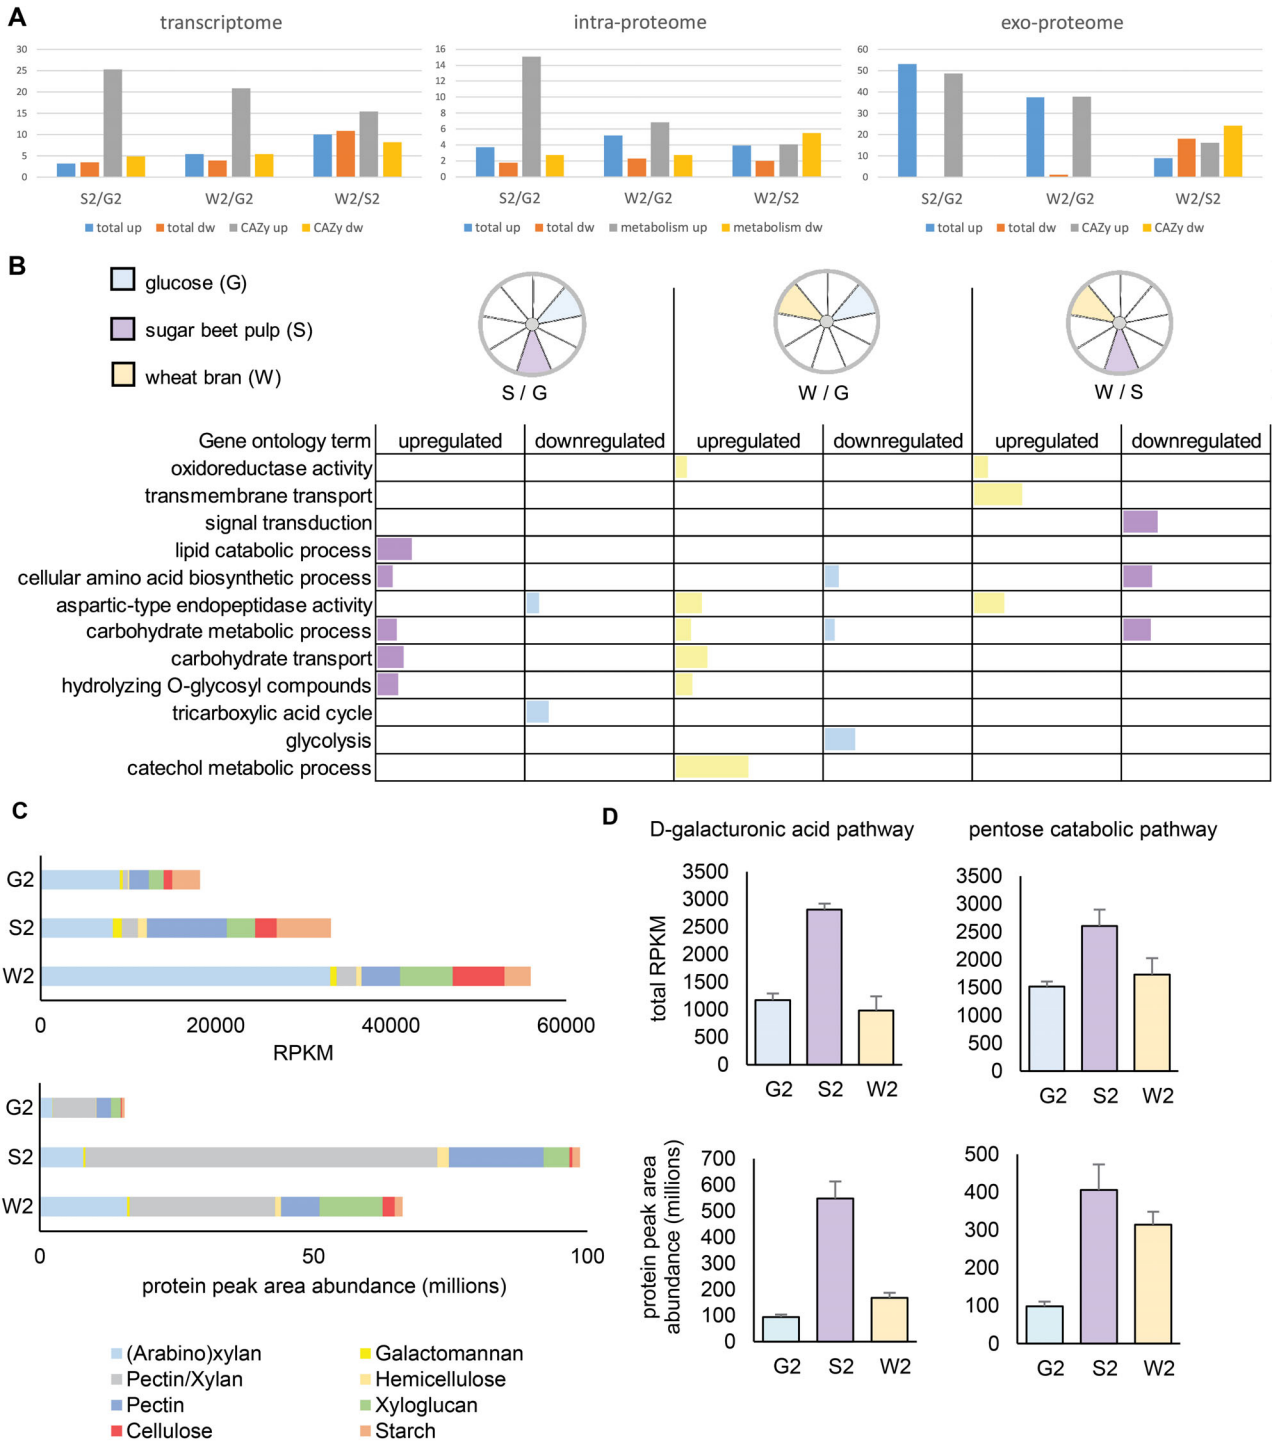 A
transcriptome
intra-proteome
exo-proteome
30
25
20
15
10
5
0
S2/G2
W2/G2
W2/S2
total up
total dw
CAZy up
CAZy dw
16
14
12
10
8
6
4
2
0
S2/G2
W2/G2
W2/S2
total up
total dw
metabolism up
metabolism dw
60
50
40
30
20
10
0
S2/G2
W2/G2
W2/S2
total up
total dw
CAZy up
CAZy dw
B
glucose (G)
sugar beet pulp (S)
wheat bran (W)
S / G
W / G
W / S
Gene ontology term
upregulated
downregulated
upregulated
downregulated
upregulated
downregulated
oxidoreductase activity
transmembrane transport
signal transduction
lipid catabolic process
cellular amino acid biosynthetic process
aspartic-type endopeptidase activity
carbohydrate metabolic process
carbohydrate transport
hydrolyzing O-glycosyl compounds
tricarboxylic acid cycle
glycolysis
catechol metabolic process
C
G2
S2
W2
0
20000
40000
60000
RPKM
G2
S2
W2
0
50
100
protein peak area abundance (millions)
(Arabino)xylan
Pectin/Xylan
Pectin
Cellulose
Galactomannan
Hemicellulose
Xyloglucan
Starch
D
D-galacturonic acid pathway
pentose catabolic pathway
total RPKM
3500
3000
2500
2000
1500
1000
500
0
G2
S2
W2
3500
3000
2500
2000
1500
1000
500
0
G2
S2
W2
protein peak area
abundance (millions)
700
600
500
400
300
200
100
0
G2
S2
W2
500
400
300
200
100
0
G2
S2
W2